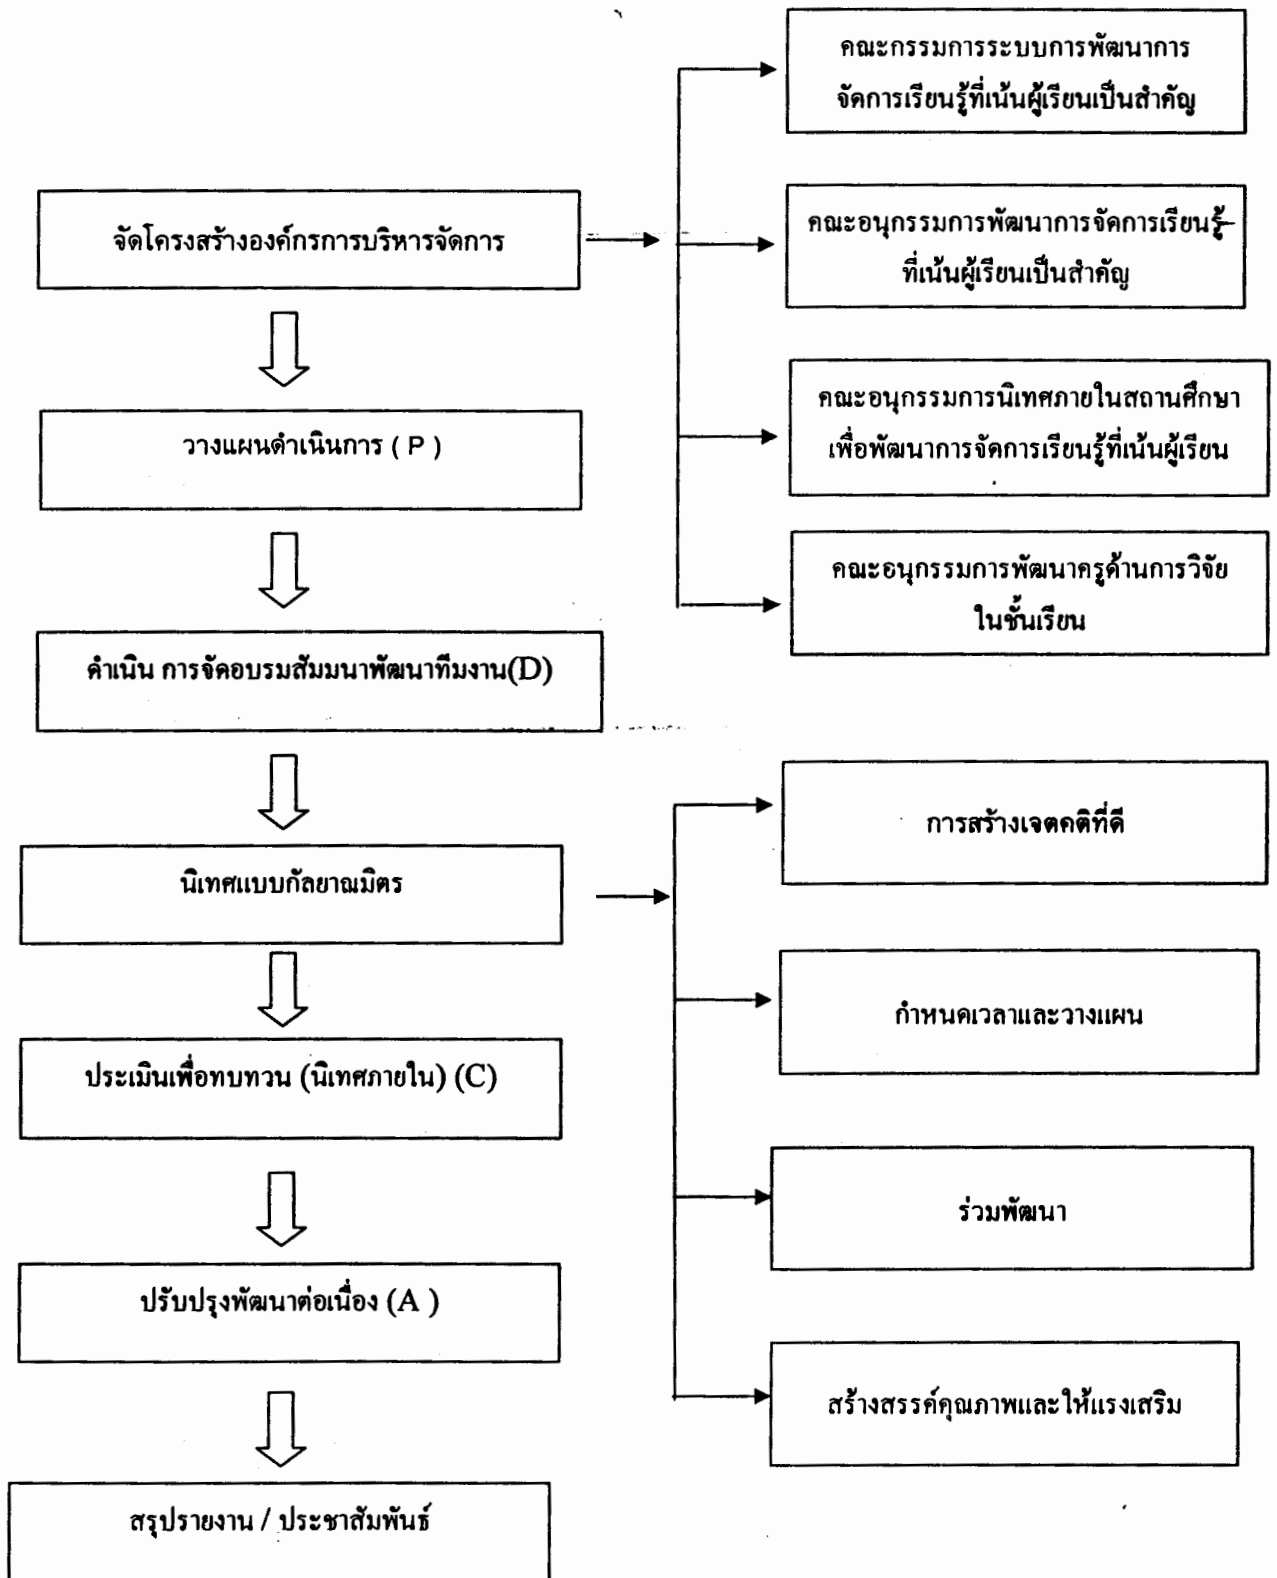 คณะกรรมการระบบการพัฒนาการ
จัดการเรียนรู้ที่เน้นผู้เรียนเป็นสำคัญ
จัดโครงสร้างองค์กรการบริหารจัดการ
คณะอนุกรรมการพัฒนาการจัดการเรียนรู้
ที่เน้นผู้เรียนเป็นสำคัญ
วางแผนดำเนินการ ( P )
คณะอนุกรรมการนิเทศภายในสถานศึกษา
เพื่อพัฒนาการจัดการเรียนรู้ที่เน้นผู้เรียน
คณะอนุกรรมการพัฒนาครูด้านการวิจัย
ในชั้นเรียน
ดำเนิน การจัดอบรมสัมมนาพัฒนาทีมงาน(D)
การสร้างเจตคติที่ดี
นิเทศแบบกัลยาณมิตร
กำหนดเวลาและวางแผน
ประเมินเพื่อทบทวน (นิเทศภายใน) (C)
ร่วมพัฒนา
ปรับปรุงพัฒนาต่อเนื่อง (A )
สร้างสรรค์คุณภาพและให้แรงเสริม
สรุปรายงาน / ประชาสัมพันธ์